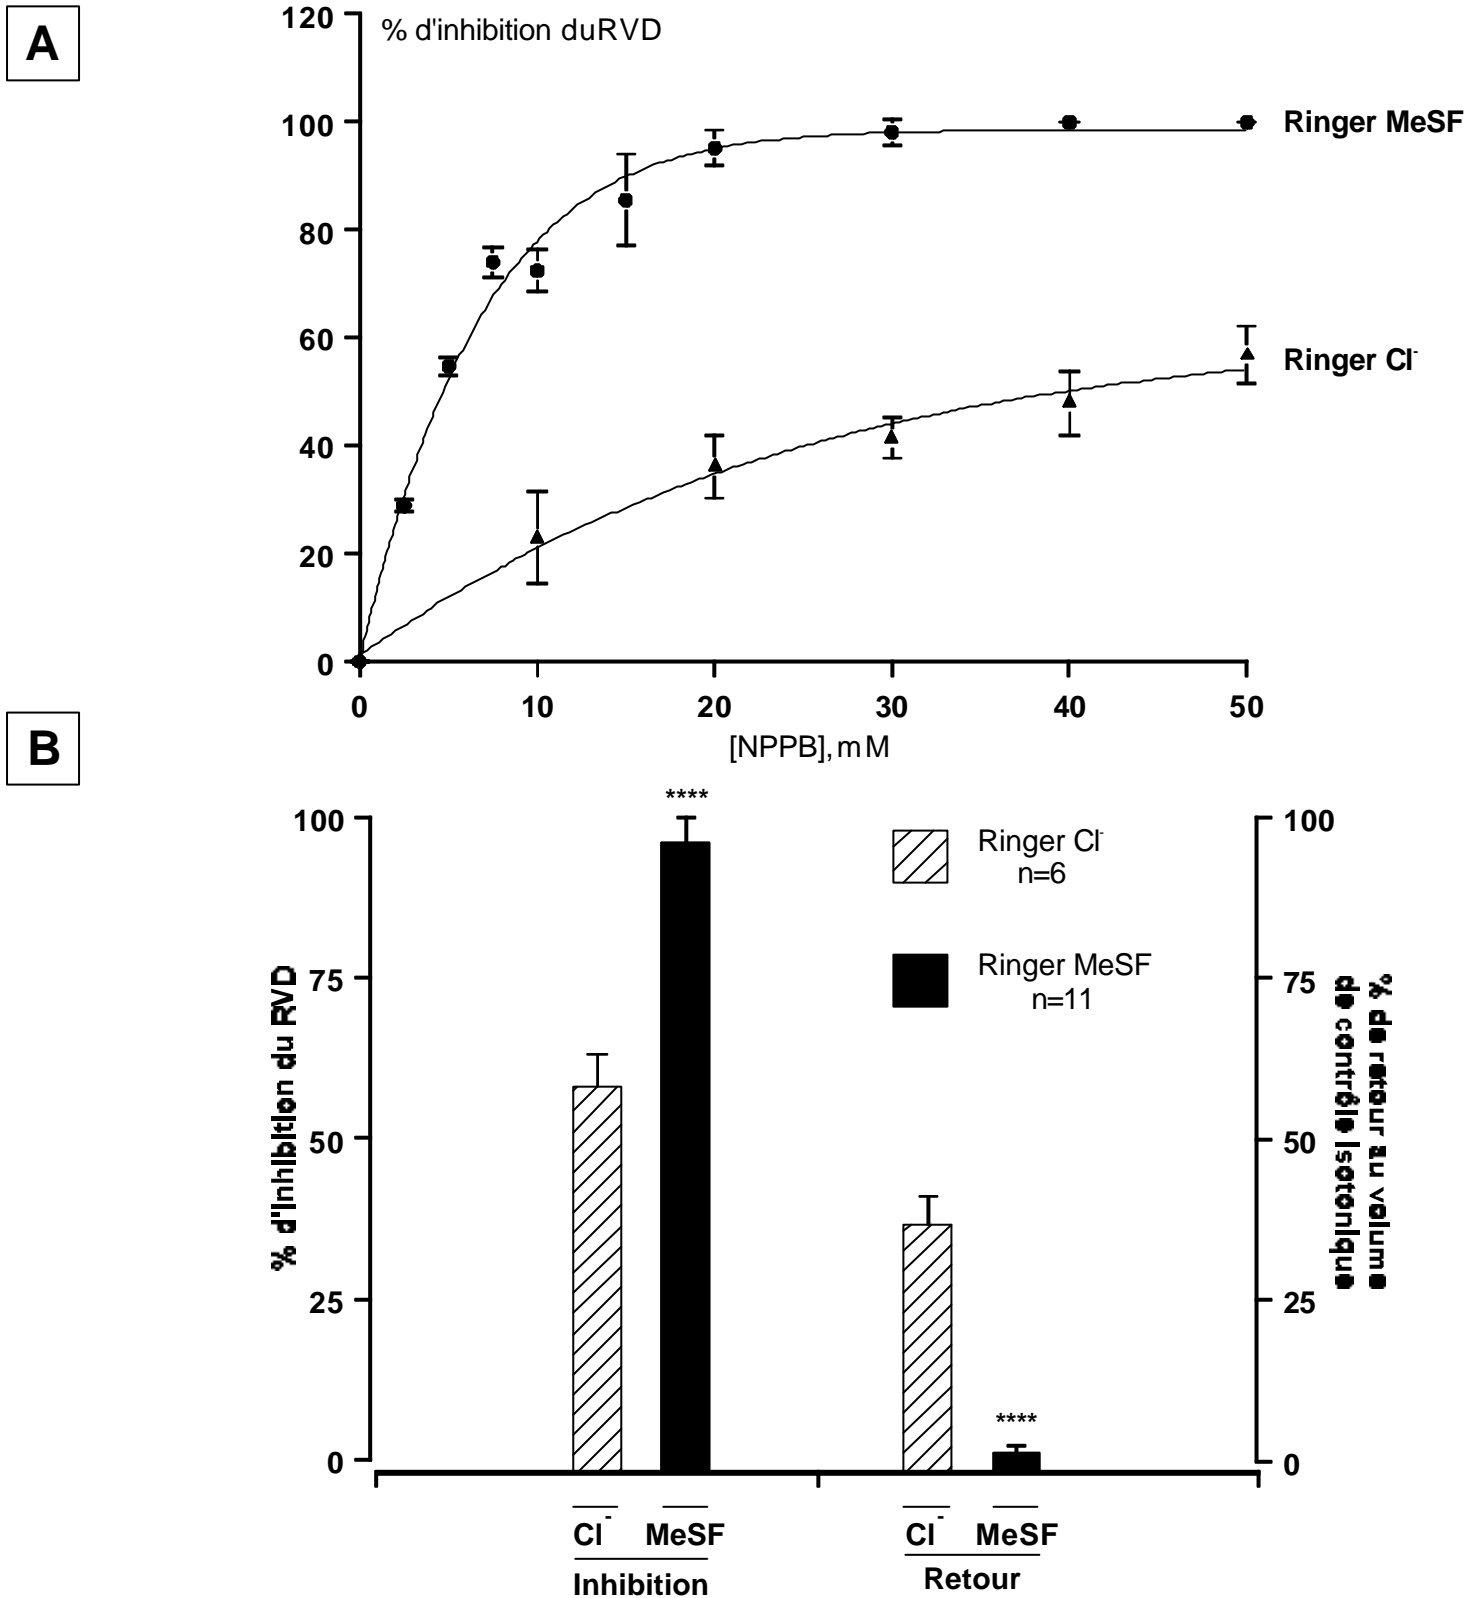 A
% d'inhibition duRVD
120
100
80
60
40
20
0
Ringer MeSF
Ringer Cl-
0 10 20 30 40 50
[NPPB], mM
B
****
100
75
50
25
0
% d'inhibition du RVD
Ringer Cl-
n=6
Ringer MeSF
n=11
****
100
75
50
25
0
% de retour au volume
de contrôle isotonique
Cl- MeSF Cl- MeSF
Inhibition Retour